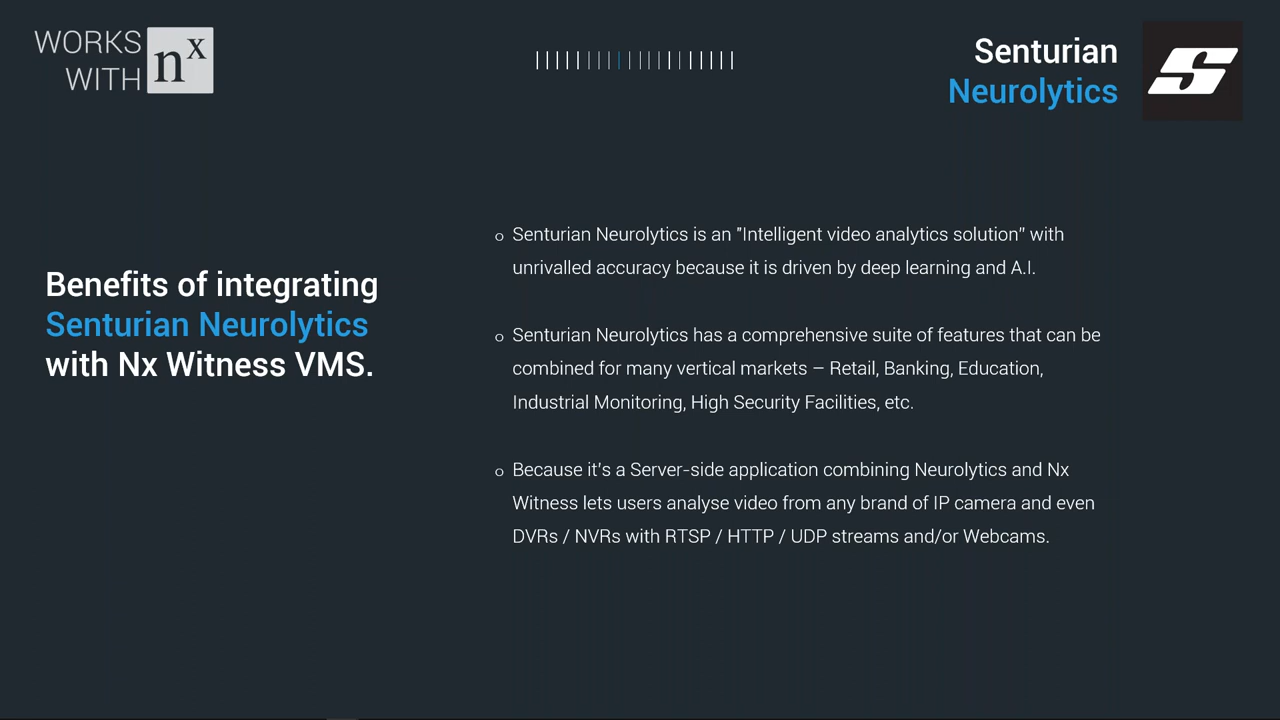 WORKS
WITH
nx
Senturian
Neurolytics
S
Benefits of integrating
Senturian Neurolytics
with Nx Witness VMS.
o Senturian Neurolytics is an "Intelligent video analytics solution" with
unrivalled accuracy because it is driven by deep learning and A.I.
o Senturian Neurolytics has a comprehensive suite of features that can be
combined for many vertical markets – Retail, Banking, Education,
Industrial Monitoring, High Security Facilities, etc.
o Because it's a Server-side application combining Neurolytics and Nx
Witness lets users analyse video from any brand of IP camera and even
DVRs / NVRs with RTSP / HTTP / UDP streams and/or Webcams.